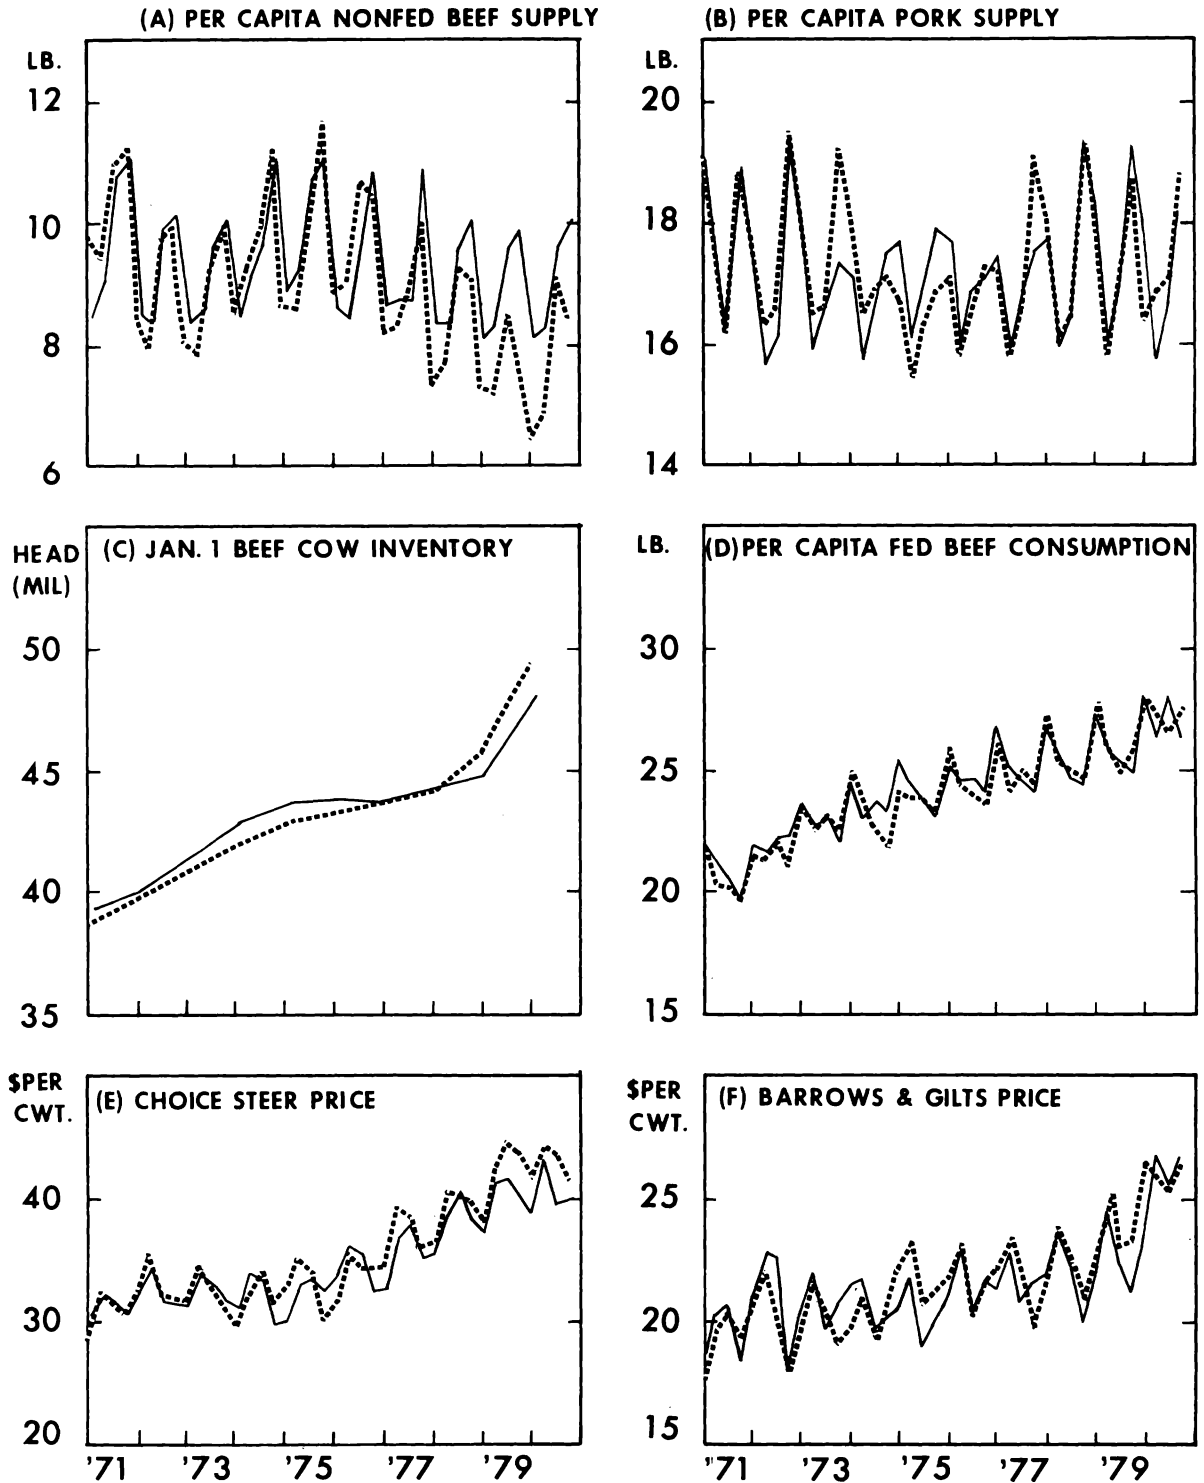 (A) PER CAPITA NONFED BEEF SUPPLY
LB.
12
10
8
6
(B) PER CAPITA PORK SUPPLY
LB.
20
18
16
14
(C) JAN. 1 BEEF COW INVENTORY
HEAD
(MIL)
50
45
40
35
(D) PER CAPITA FED BEEF CONSUMPTION
LB.
30
25
20
15
(E) CHOICE STEER PRICE
$PER
CWT.
40
30
20
'71 '73 '75 '77 '79
(F) BARROWS & GILTS PRICE
$PER
CWT.
25
20
15
'71 '73 '75 '77 '79